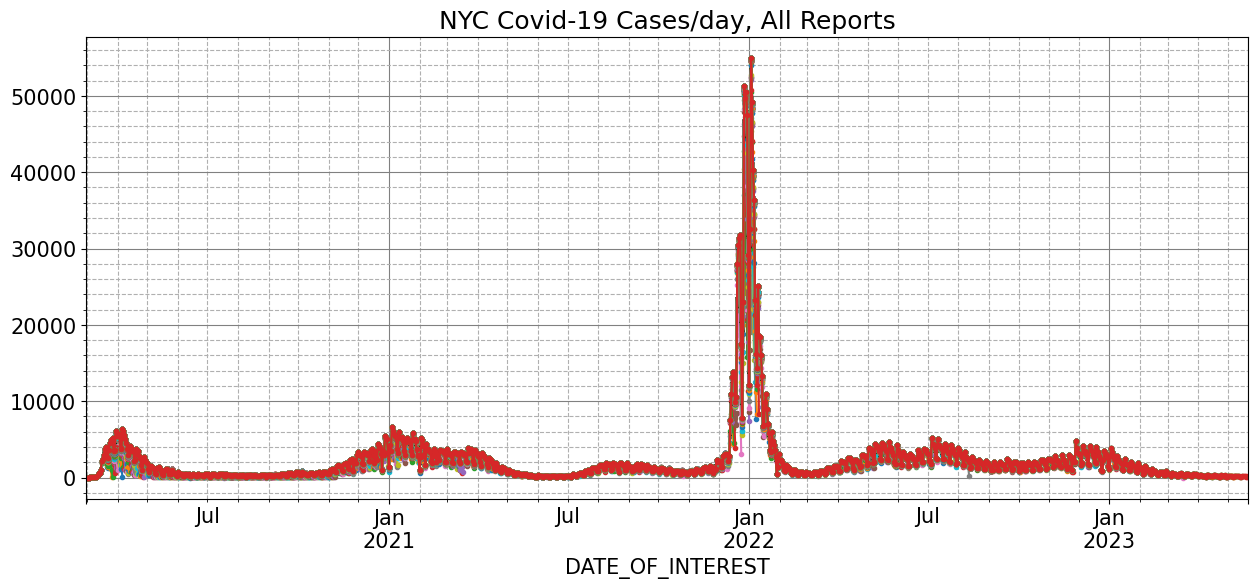 NYC Covid-19 Cases/day, All Reports
50000
40000
30000
20000
10000
0
Jul
Jan
2021
Jul
Jan
2022
Jul
Jan
2023
DATE_OF_INTEREST